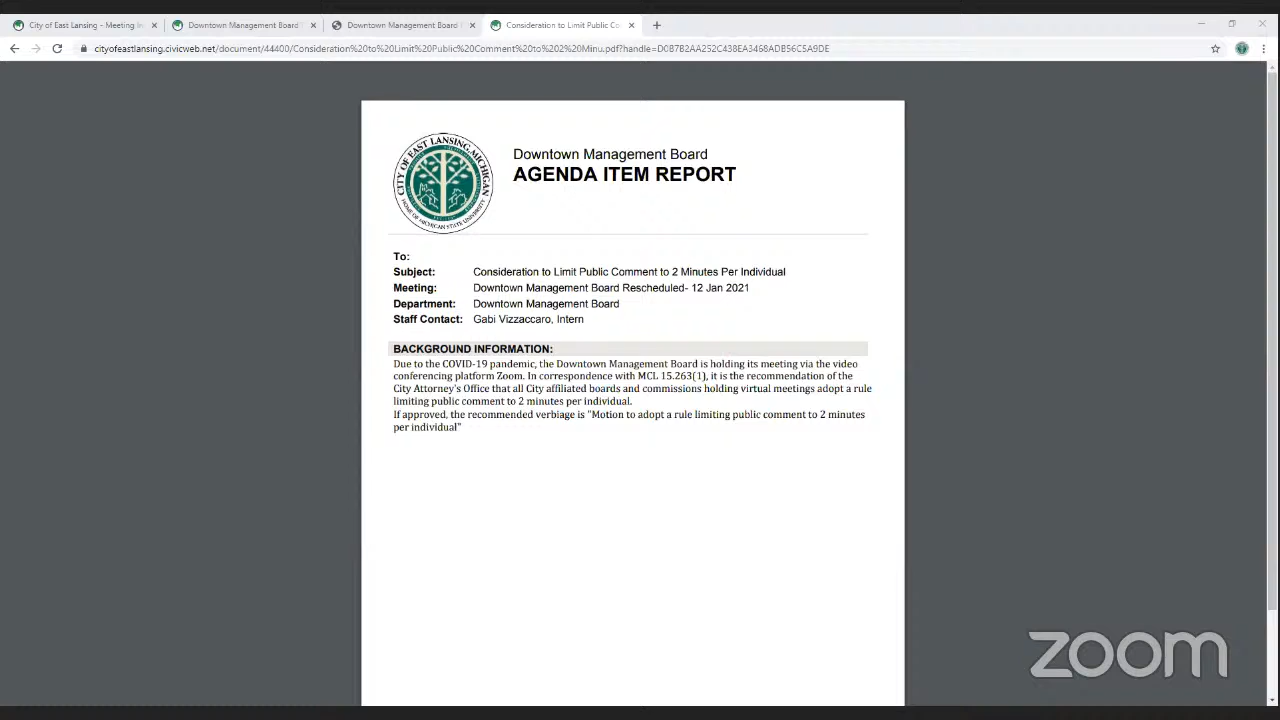 City of East Lansing - Meeting In
Downtown Management Board
Downtown Management Board
Consideration to Limit Public Co
cityofeastlansing.civicweb.net/document/44400/Consideration%20to%20Limit%20Public%20Comment%20to%202%20Minu.pdf?handle=D0B7B2AA252C43BEA3468ADB56C5A9DE
CITY OF EAST LANSING, MICHIGAN
HOME OF MICHIGAN STATE UNIVERSITY
Downtown Management Board
AGENDA ITEM REPORT
To:
Subject: Consideration to Limit Public Comment to 2 Minutes Per Individual
Meeting: Downtown Management Board Rescheduled- 12 Jan 2021
Department: Downtown Management Board
Staff Contact: Gabi Vizzaccaro, Intern
BACKGROUND INFORMATION:
Due to the COVID-19 pandemic, the Downtown Management Board is holding its meeting via the video
conferencing platform Zoom. In correspondence with MCL 15.263(1), it is the recommendation of the
City Attorney's Office that all City affiliated boards and commissions holding virtual meetings adopt a rule
limiting public comment to 2 minutes per individual.
If approved, the recommended verbiage is "Motion to adopt a rule limiting public comment to 2 minutes
per individual"
zoom